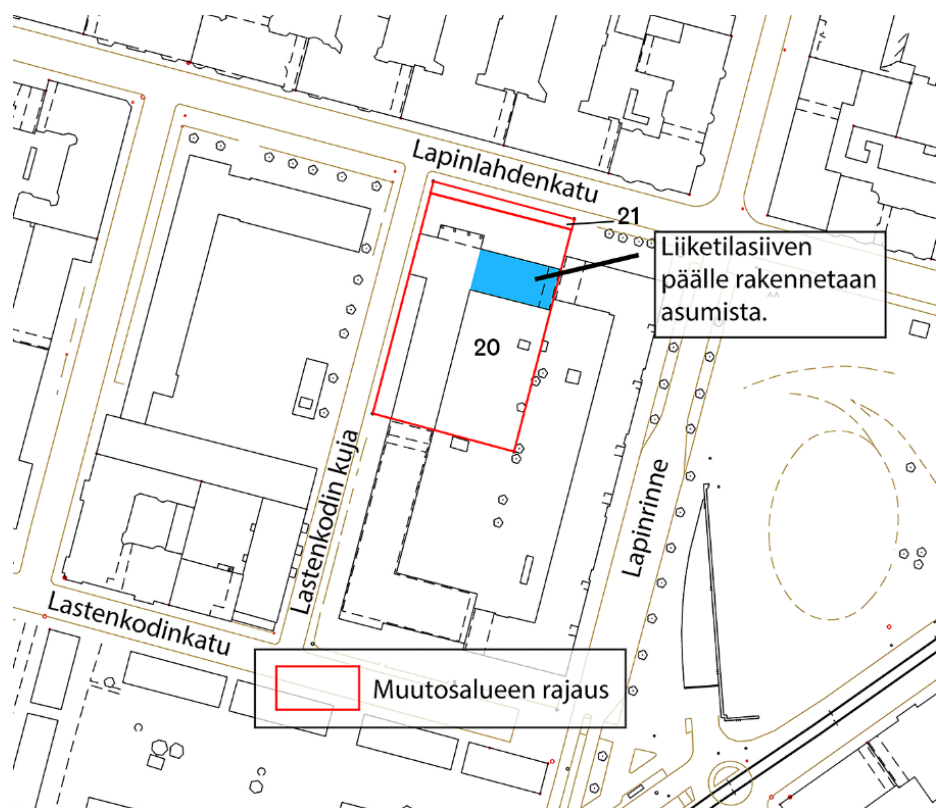 Lapinlahdenkatu
21
Liiketilasiiven
päälle rakennetaan
asumista.
20
Lastenkodin kuja
Lapinrinne
Lastenkodinkatu
Muutosalueen rajaus